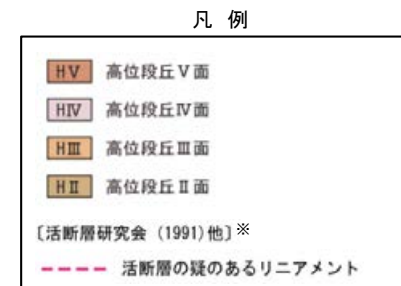 凡 例
HⅤ 高位段丘Ⅴ面
HⅣ 高位段丘Ⅳ面
HⅢ 高位段丘Ⅲ面
HⅡ 高位段丘Ⅱ面
〔活断層研究会 (1991)他〕※
活断層の疑のあるリニアメント